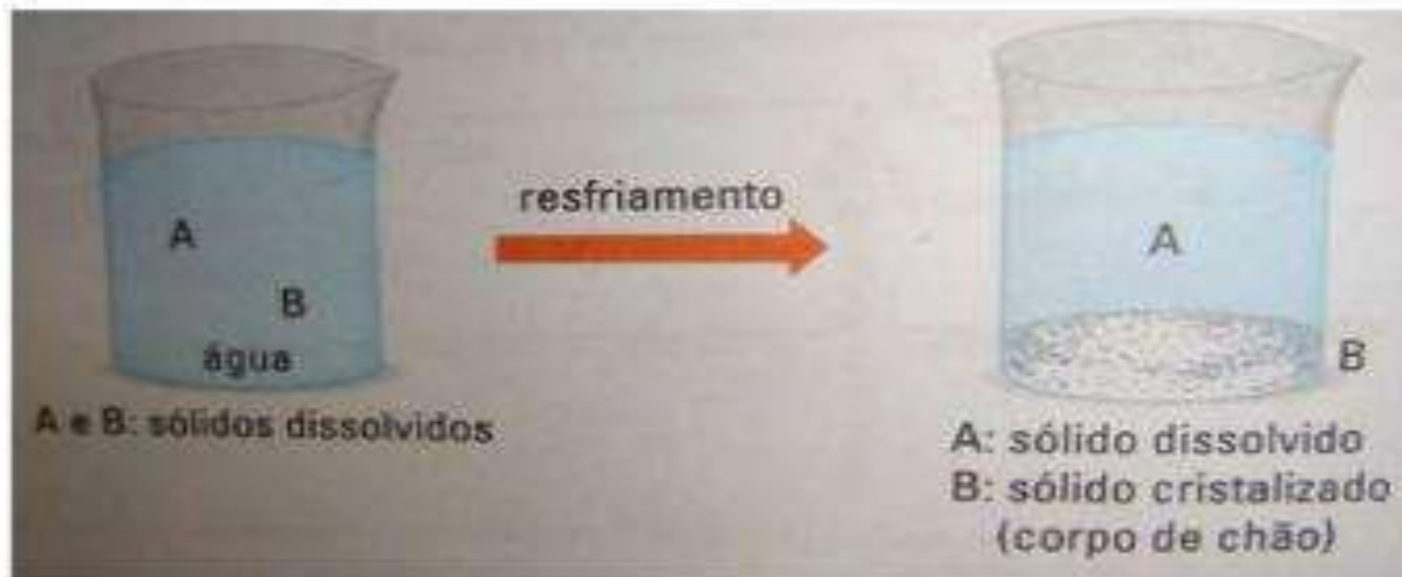 A
B
água
A e B: sólidos dissolvidos
resfriamento
A
B
A: sólido dissolvido
B: sólido cristalizado
(corpo de chão)